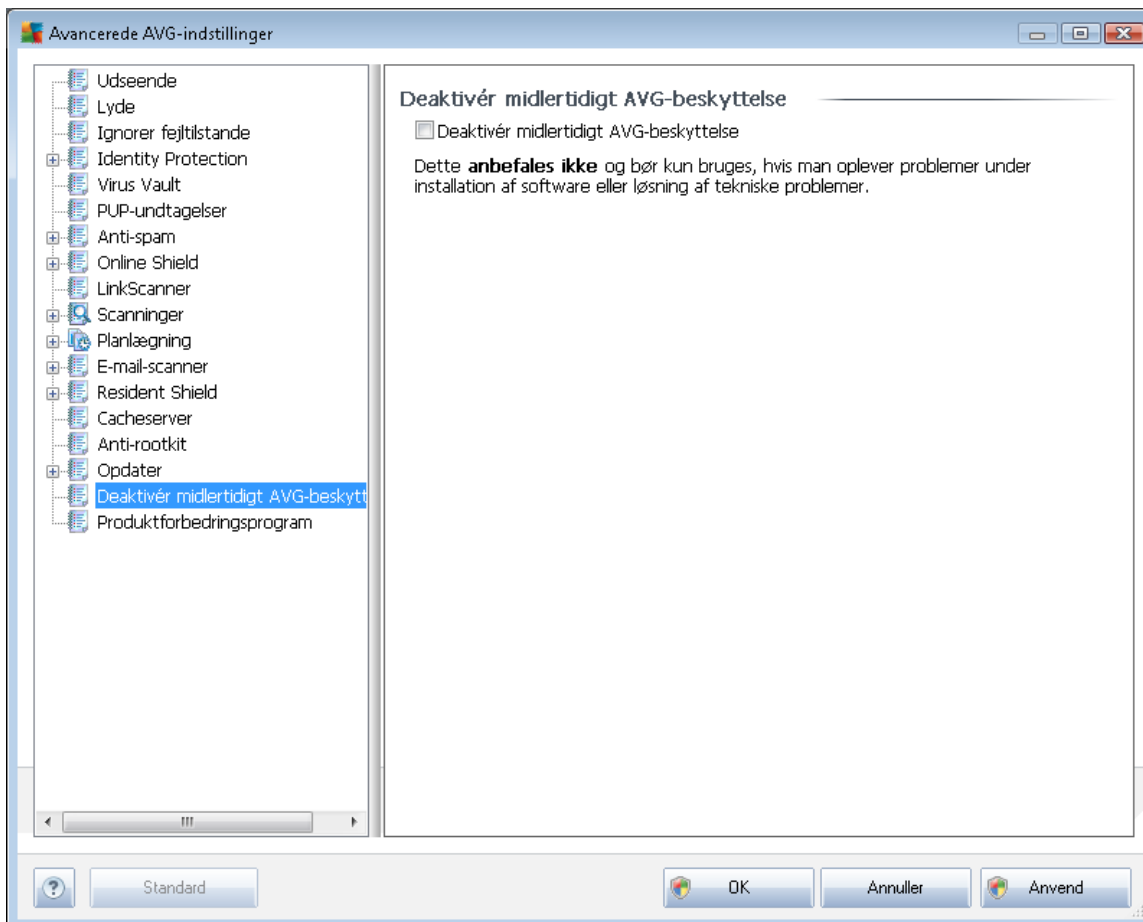 Avancerede AVG-indstillinger
Udseende
Lyde
Ignorer fejltilstande
Identity Protection
Virus Vault
PUP-undtagelser
Anti-spam
Online Shield
LinkScanner
Scanninger
Planlægning
E-mail-scanner
Resident Shield
Cacheserver
Anti-rootkit
Opdater
Deaktivér midlertidigt AVG-beskytt
Produktforbedringsprogram
Deaktivér midlertidigt AVG-beskyttelse
Deaktivér midlertidigt AVG-beskyttelse
Dette anbefales ikke og bør kun bruges, hvis man oplever problemer under
installation af software eller løsning af tekniske problemer.
?
Standard
OK
Annuller
Anvend